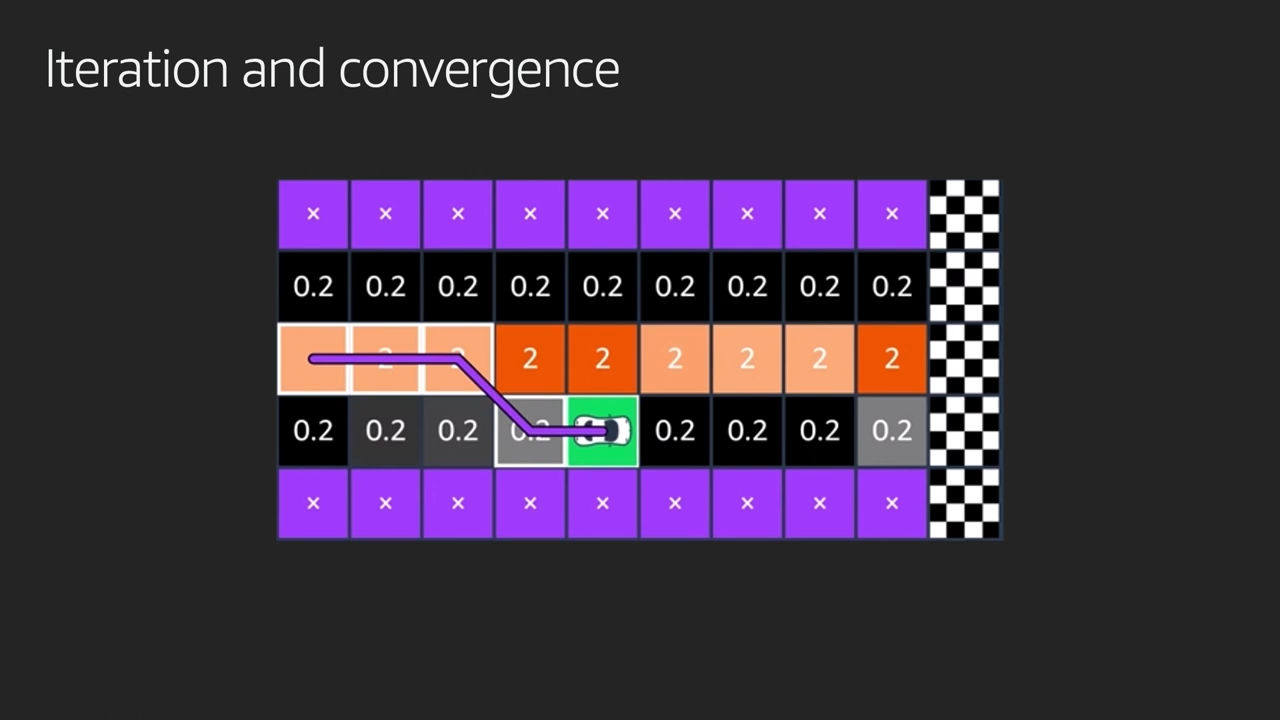 Iteration and convergence
× × × × × × × × ×
0.2 0.2 0.2 0.2 0.2 0.2 0.2 0.2 0.2
2 2 2 2 2 2 2 2
0.2 0.2 0.2 0.2 0.2 0.2 0.2 0.2
× × × × × × × × ×